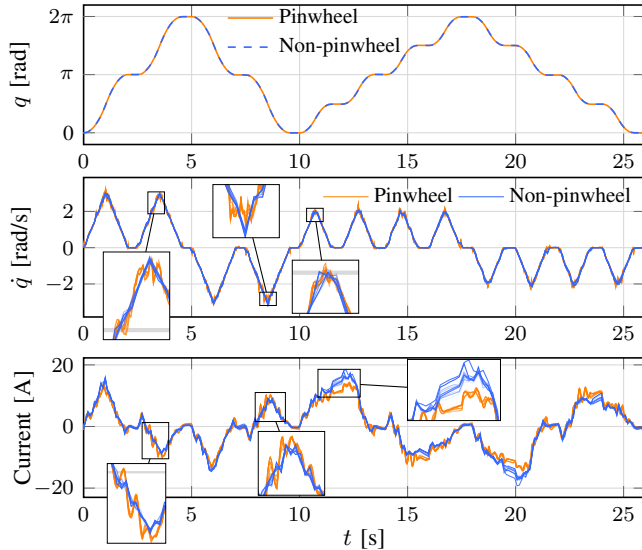 2π
π
0
q [rad]
Pinwheel
Non-pinwheel
0 5 10 15 20 25
2
0
−2
q̇ [rad/s]
Pinwheel Non-pinwheel
0 5 10 15 20 25
20
0
−20
Current [A]
0 5 10 15 20 25
t [s]